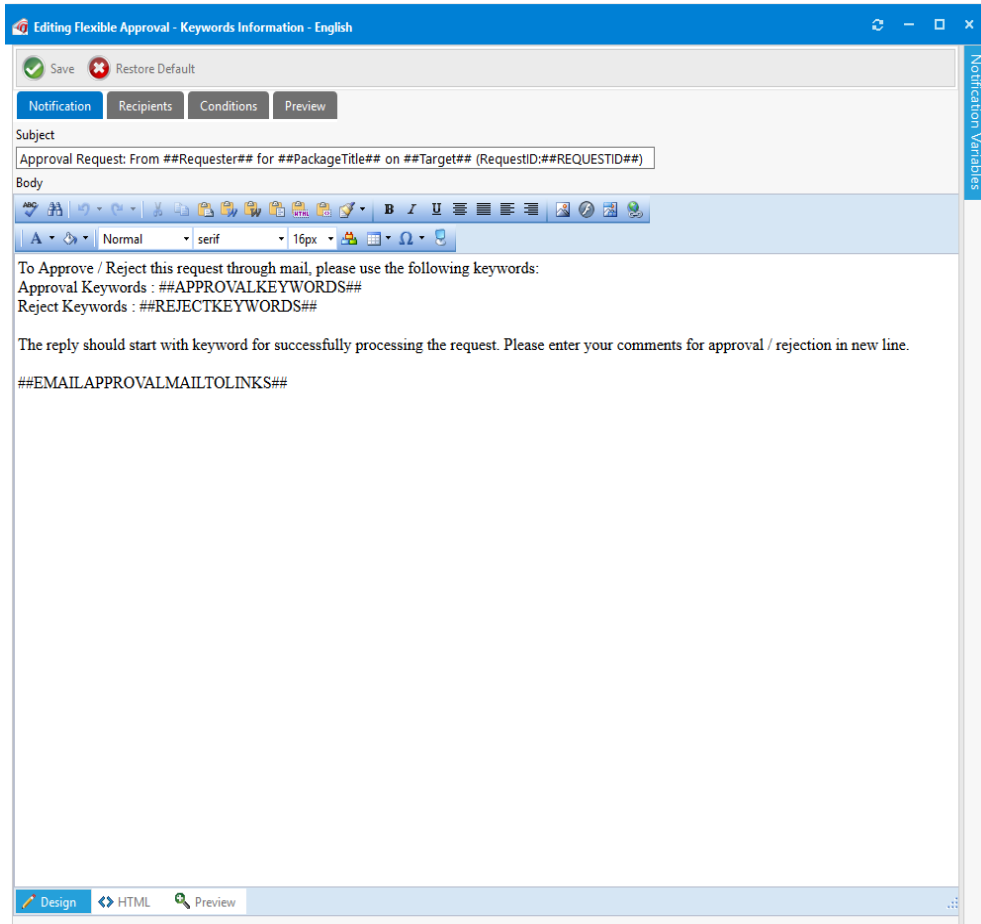 Editing Flexible Approval - Keywords Information - English
Save Restore Default
Notification Recipients Conditions Preview
Subject
Approval Request: From ##Requester## for ##PackageTitle## on ##Target## (RequestID:##REQUESTID##)
Body
ABC B I U
A Normal serif 16px Ω
To Approve / Reject this request through mail, please use the following keywords:
Approval Keywords : ##APPROVALKEYWORDS##
Reject Keywords : ##REJECTKEYWORDS##
The reply should start with keyword for successfully processing the request. Please enter your comments for approval / rejection in new line.
##EMAILAPPROVALMAILTOLINKS##
Design HTML Preview
Notification Variables